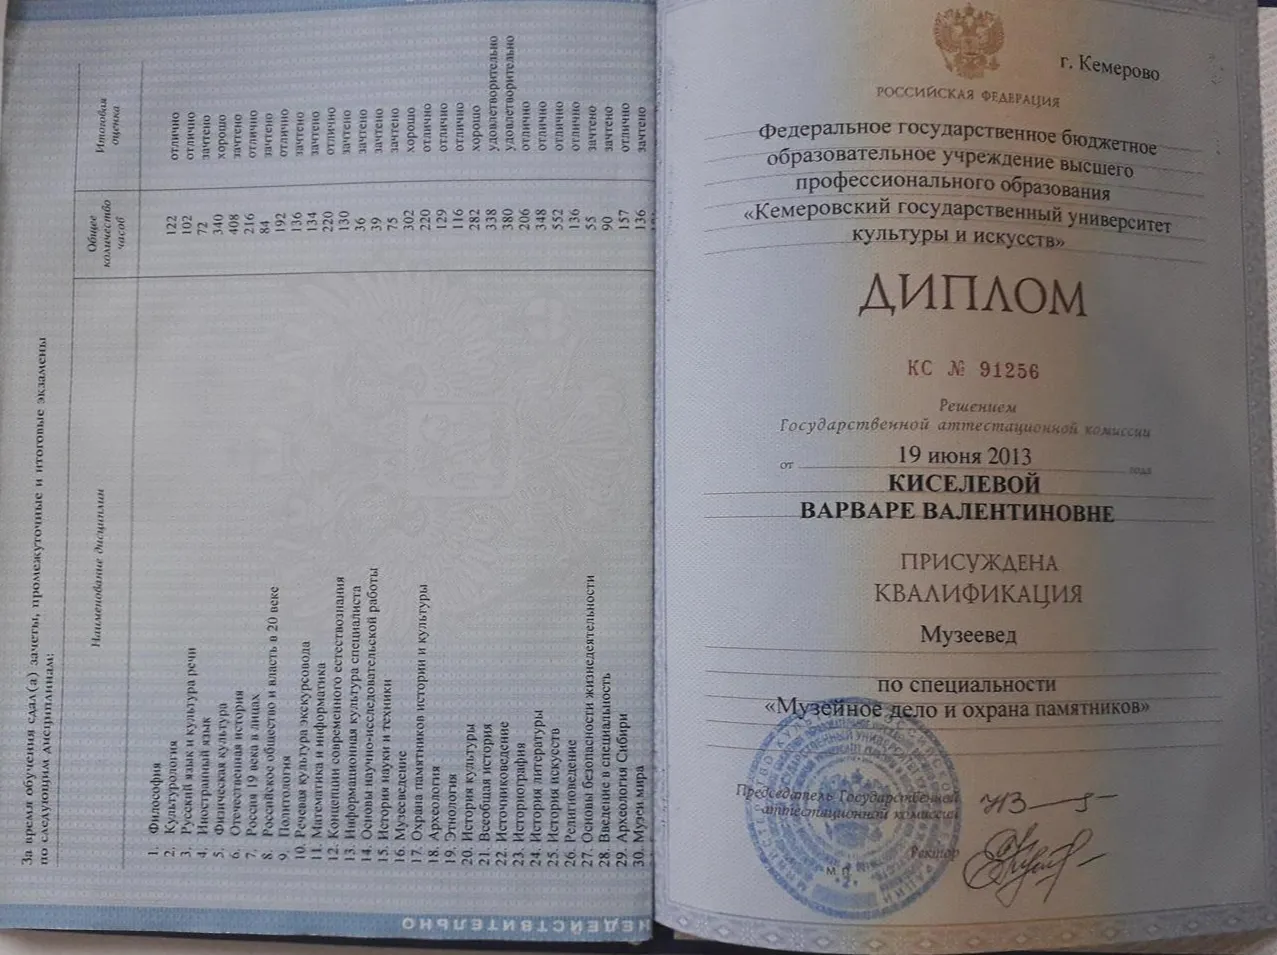 За время обучения сдал(а) зачеты, промежуточные и итоговые экзамены
по следующим дисциплинам:
Наименование дисциплин Общее количество часов Итоговая оценка
1. Философия 122 отлично
2. Культурология 102 отлично
3. Русский язык и культура речи 72 зачтено
4. Иностранный язык 340 хорошо
5. Физическая культура 408 зачтено
6. Отечественная история 216 отлично
7. Россия 19 века в лицах 84 зачтено
8. Российское общество и власть в 20 веке 192 отлично
9. Политология 136 зачтено
10. Речевая культура экскурсовода 134 зачтено
11. Математика и информатика 220 отлично
12. Концепции современного естествознания 130 зачтено
13. Информационная культура специалиста 36 зачтено
14. Основы научно-исследовательской работы 39 зачтено
15. История науки и техники 75 зачтено
16. Музееведение 302 хорошо
17. Охрана памятников истории и культуры 220 отлично
18. Археология 129 отлично
19. Этнология 116 отлично
20. История культуры 282 хорошо
21. Всеобщая история 338 удовлетворительно
22. Источниковедение 380 удовлетворительно
23. Историография 206 отлично
24. История литературы 348 отлично
25. История искусств 552 отлично
26. Религиоведение 136 отлично
27. Основы безопасности жизнедеятельности 55 зачтено
28. Введение в специальность 90 зачтено
29. Археология Сибири 157 отлично
30. Музеи мира 136 зачтено
НЕДЕЙСТВИТЕЛЬНО
г. Кемерово
РОССИЙСКАЯ ФЕДЕРАЦИЯ
Федеральное государственное бюджетное
образовательное учреждение высшего
профессионального образования
«Кемеровский государственный университет
культуры и искусств»
ДИПЛОМ
КС № 91256
Решением
Государственной аттестационной комиссии
от 19 июня 2013 года
КИСЕЛЕВОЙ
ВАРВАРЕ ВАЛЕНТИНОВНЕ
ПРИСУЖДЕНА
КВАЛИФИКАЦИЯ
Музеевед
по специальности
«Музейное дело и охрана памятников»
Председатель Государственной
аттестационной комиссии
Ректор
М.П.